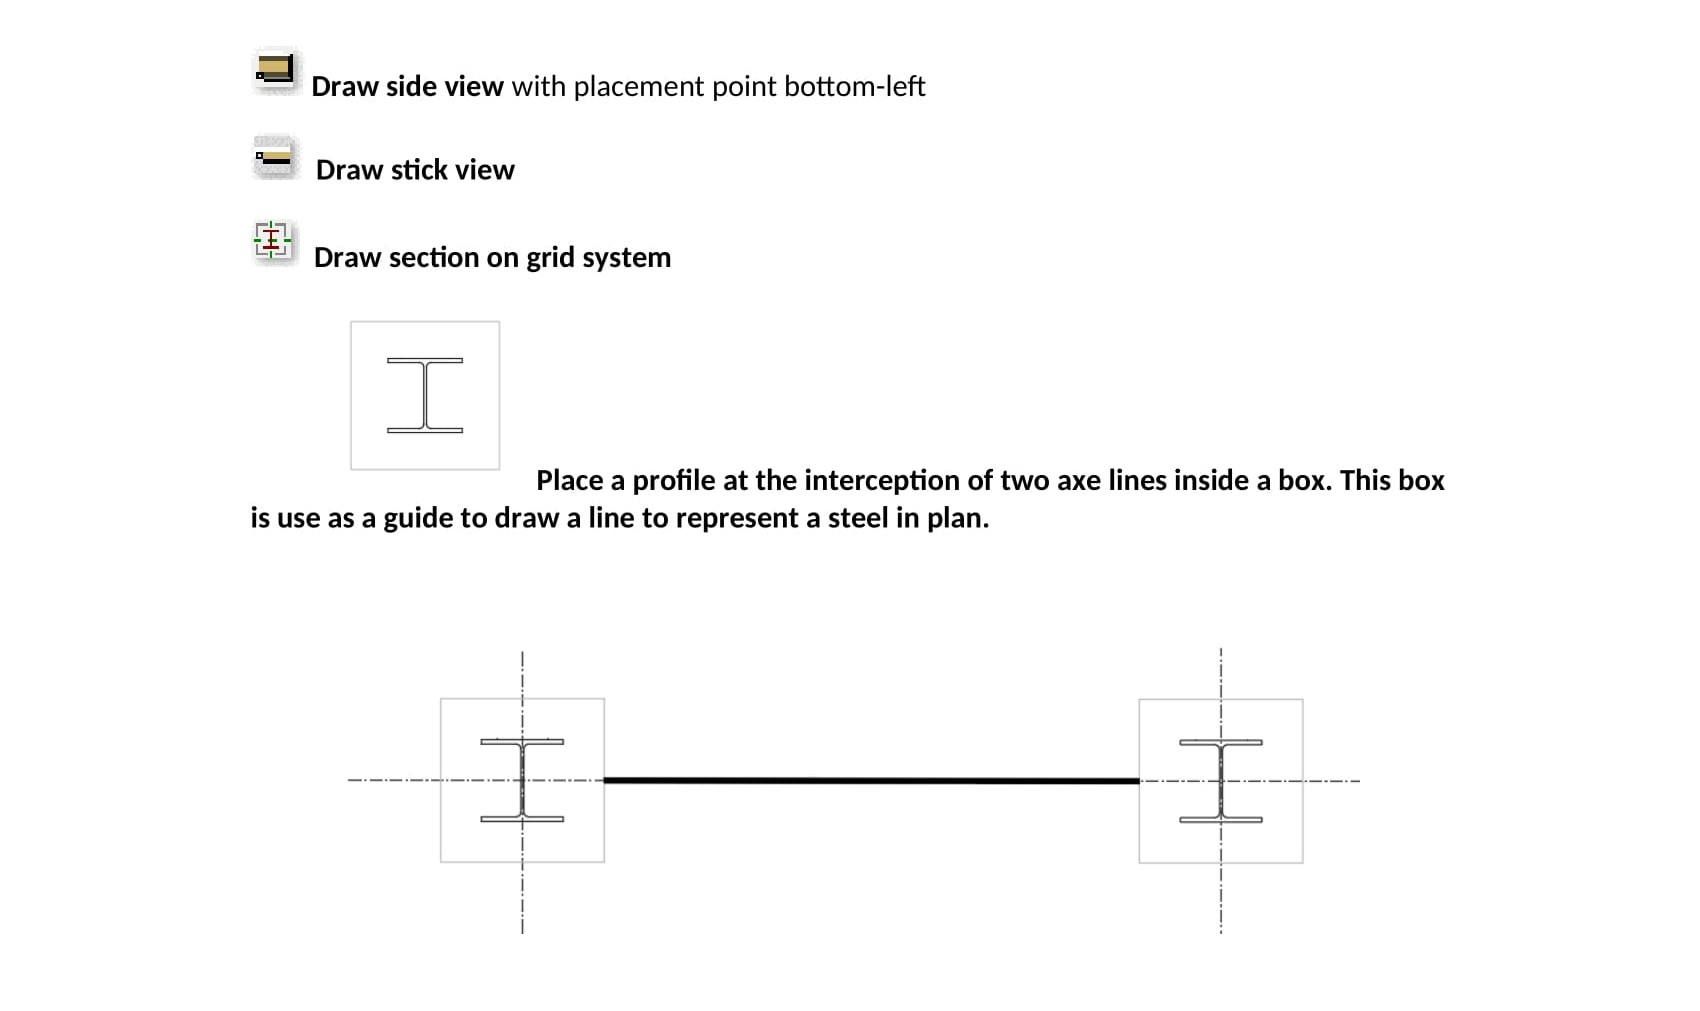 Draw side view with placement point bottom-left
Draw stick view
Draw section on grid system
Place a profile at the interception of two axe lines inside a box. This box
is use as a guide to draw a line to represent a steel in plan.